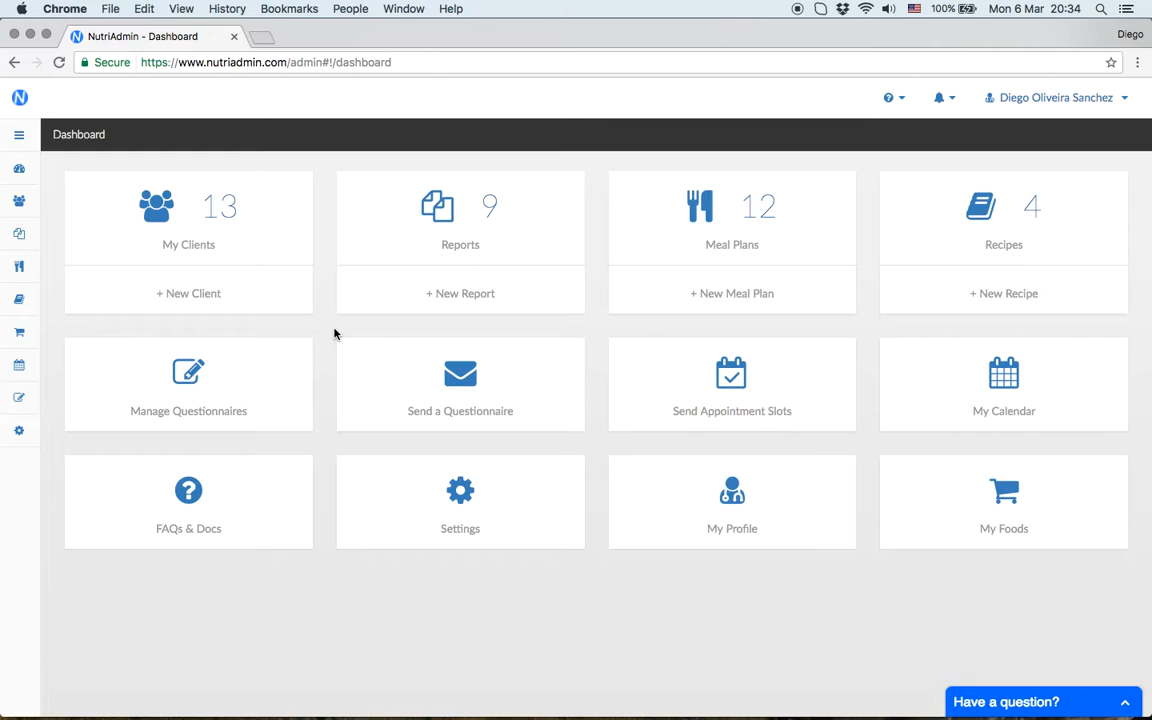 Chrome File Edit View History Bookmarks People Window Help 100% Mon 6 Mar 20:34
NutriAdmin - Dashboard
Diego
Secure https://www.nutriadmin.com/admin#!/dashboard
N
Diego Oliveira Sanchez
Dashboard
13
My Clients
+ New Client
9
Reports
+ New Report
12
Meal Plans
+ New Meal Plan
4
Recipes
+ New Recipe
Manage Questionnaires
Send a Questionnaire
Send Appointment Slots
My Calendar
FAQs & Docs
Settings
My Profile
My Foods
Have a question?